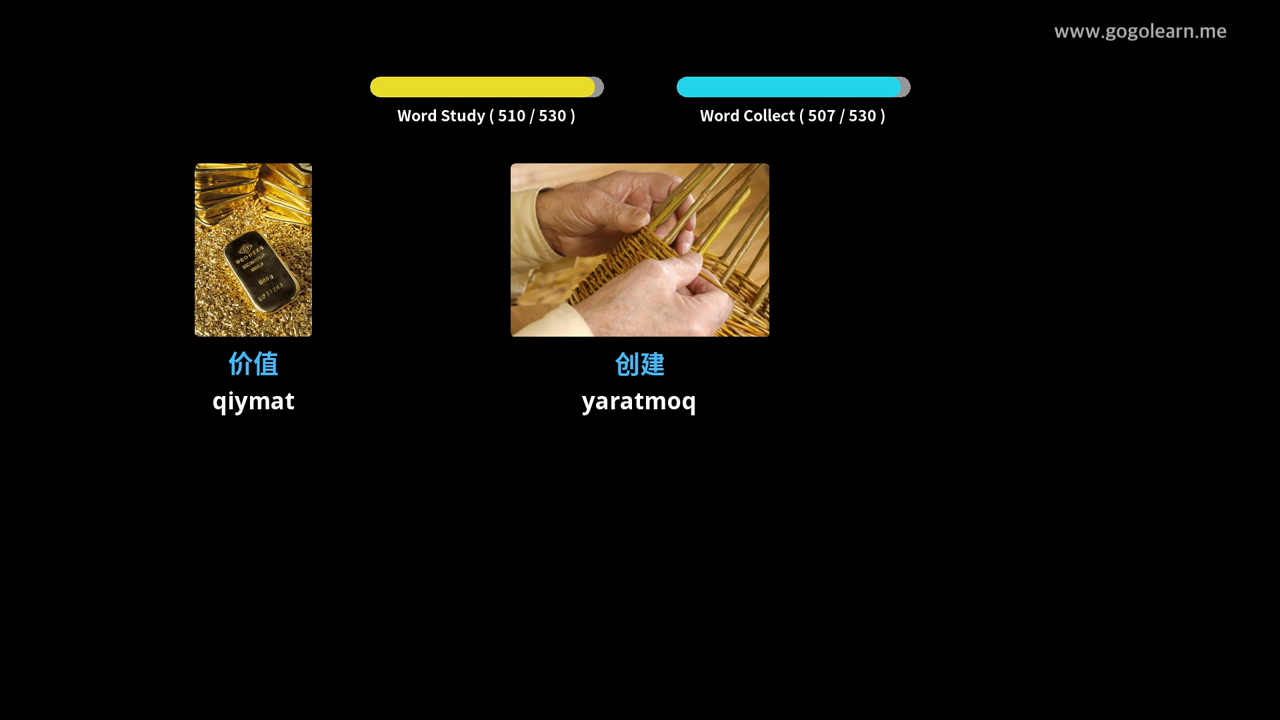 www.gogolearn.me
Word Study ( 510 / 530 )
Word Collect ( 507 / 530 )
价值
qiymat
创建
yaratmoq